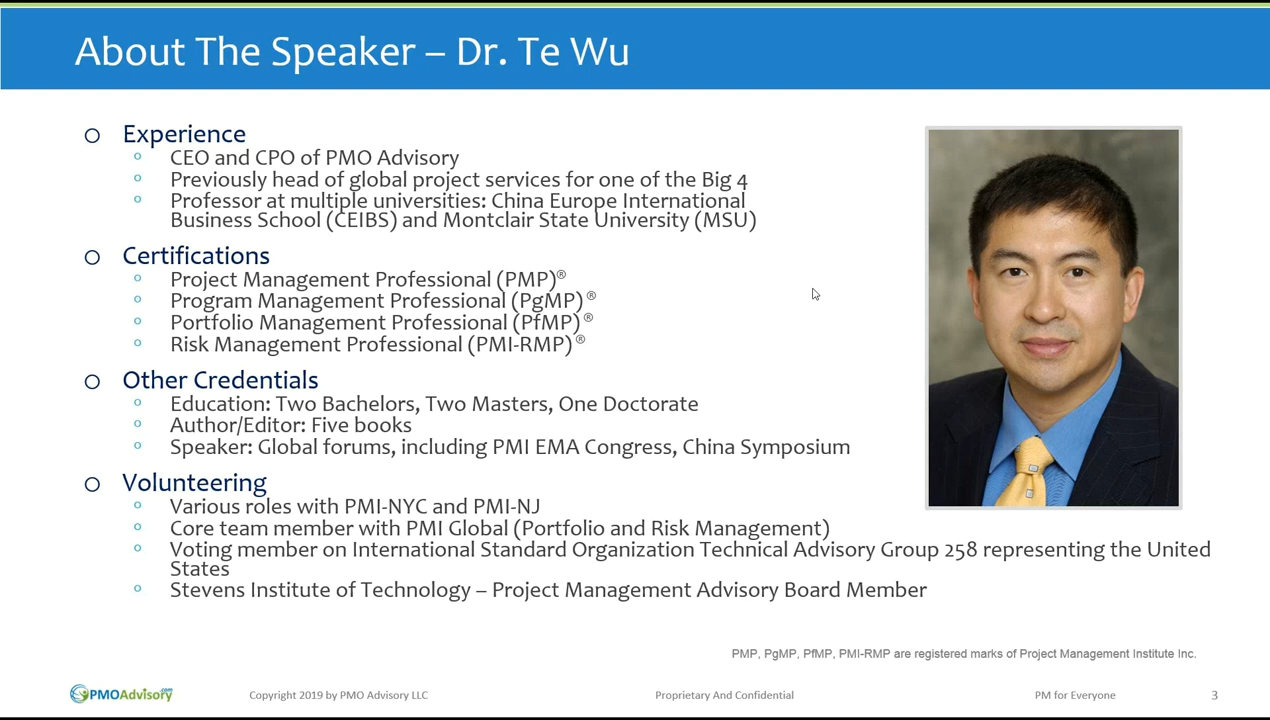 About The Speaker – Dr. Te Wu
Experience
CEO and CPO of PMO Advisory
Previously head of global project services for one of the Big 4
Professor at multiple universities: China Europe International
Business School (CEIBS) and Montclair State University (MSU)
Certifications
Project Management Professional (PMP)®
Program Management Professional (PgMP)®
Portfolio Management Professional (PfMP)®
Risk Management Professional (PMI-RMP)®
Other Credentials
Education: Two Bachelors, Two Masters, One Doctorate
Author/Editor: Five books
Speaker: Global forums, including PMI EMA Congress, China Symposium
Volunteering
Various roles with PMI-NYC and PMI-NJ
Core team member with PMI Global (Portfolio and Risk Management)
Voting member on International Standard Organization Technical Advisory Group 258 representing the United
States
Stevens Institute of Technology – Project Management Advisory Board Member
PMP, PgMP, PfMP, PMI-RMP are registered marks of Project Management Institute Inc.
PMOAdvisory.com Copyright 2019 by PMO Advisory LLC Proprietary And Confidential PM for Everyone 3